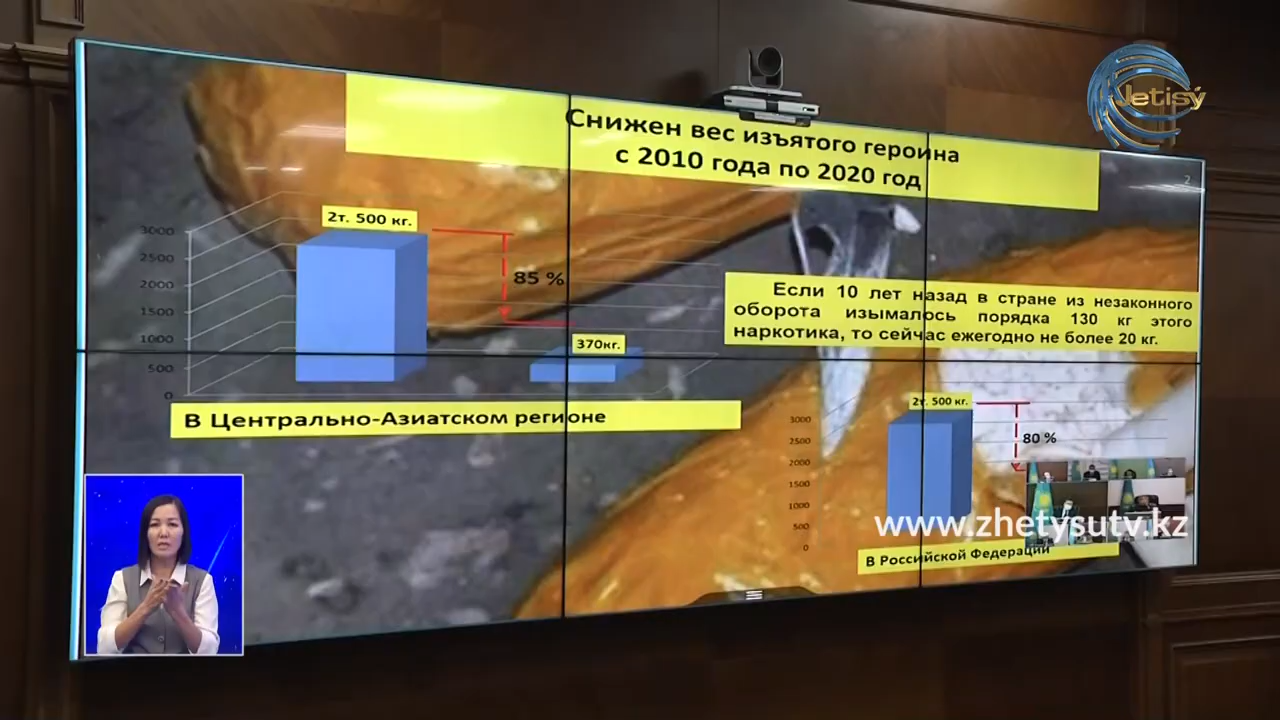 Jetisý
Снижен вес изъятого героина
с 2010 года по 2020 год
2
2т. 500 кг.
3000
2500
2000
1500
1000
500
0
85 %
370кг.
В Центрально-Азиатском регионе
Если 10 лет назад в стране из незаконного
оборота изымалось порядка 130 кг этого
наркотика, то сейчас ежегодно не более 20 кг.
2т. 500 кг.
3000
2500
2000
1500
1000
500
0
80 %
www.zhetysutv.kz
В Российской Федерации